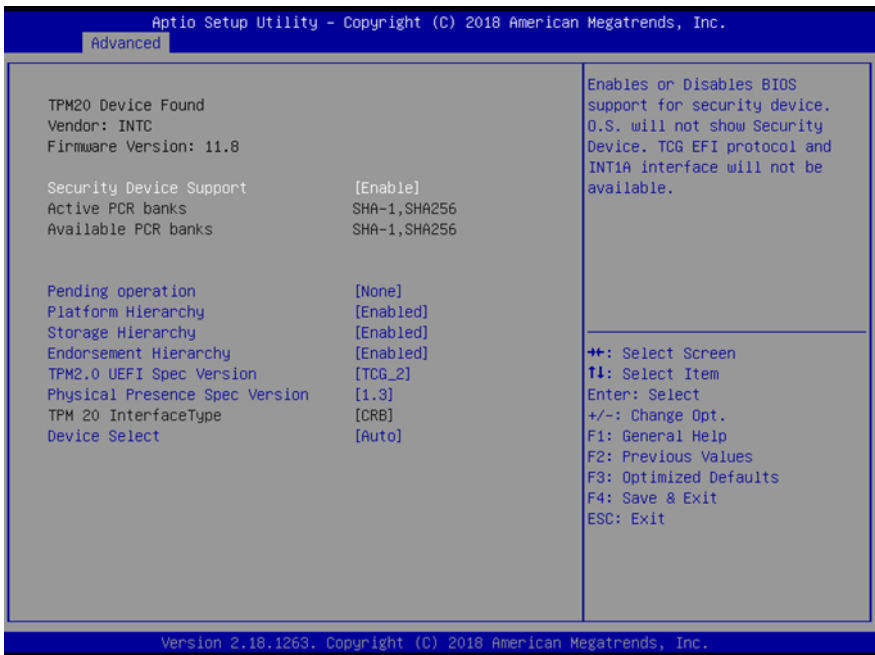 Aptio Setup Utility – Copyright (C) 2018 American Megatrends, Inc.
Advanced
TPM20 Device Found
Vendor: INTC
Firmware Version: 11.8
Security Device Support [Enable]
Active PCR banks SHA-1,SHA256
Available PCR banks SHA-1,SHA256
Pending operation [None]
Platform Hierarchy [Enabled]
Storage Hierarchy [Enabled]
Endorsement Hierarchy [Enabled]
TPM2.0 UEFI Spec Version [TCG_2]
Physical Presence Spec Version [1.3]
TPM 20 InterfaceType [CRB]
Device Select [Auto]
Enables or Disables BIOS
support for security device.
O.S. will not show Security
Device. TCG EFI protocol and
INT1A interface will not be
available.
→←: Select Screen
↑↓: Select Item
Enter: Select
+/-: Change Opt.
F1: General Help
F2: Previous Values
F3: Optimized Defaults
F4: Save & Exit
ESC: Exit
Version 2.18.1263. Copyright (C) 2018 American Megatrends, Inc.